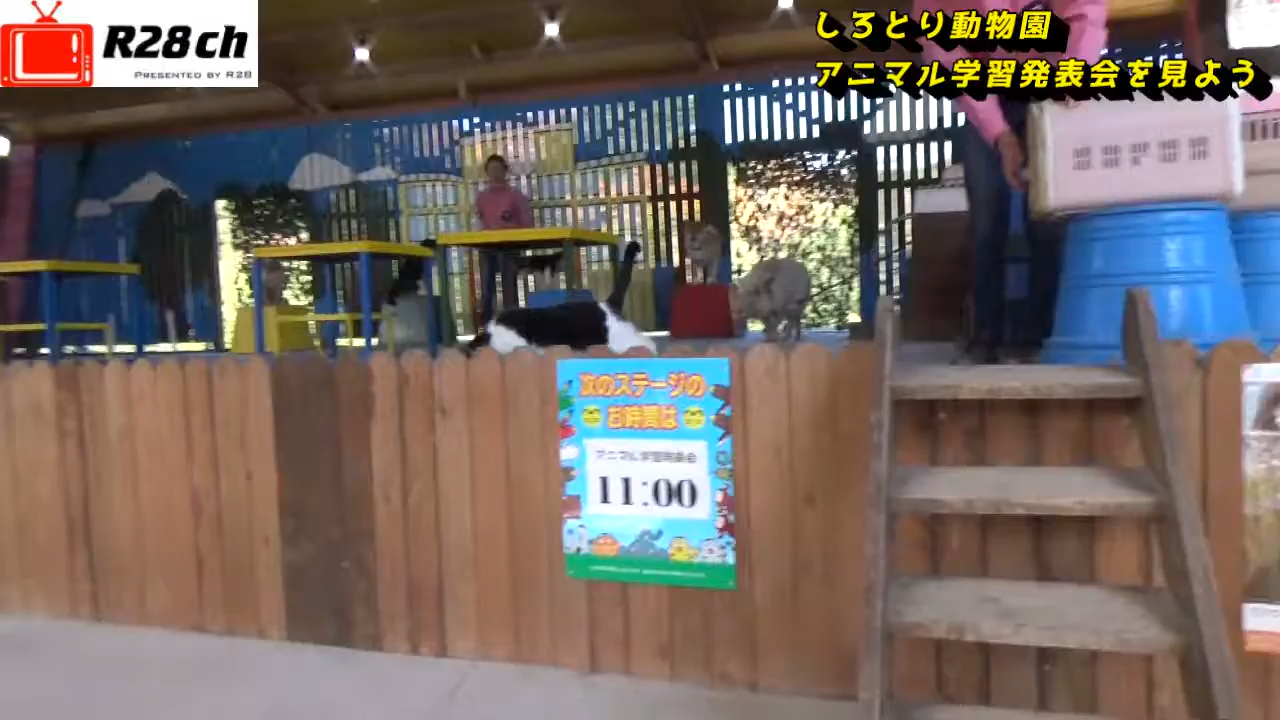 R28ch
PRESENTED BY R28
しろとり動物園
アニマル学習発表会を見よう
次のステージの
お時間は
アニマル学習発表会
11:00